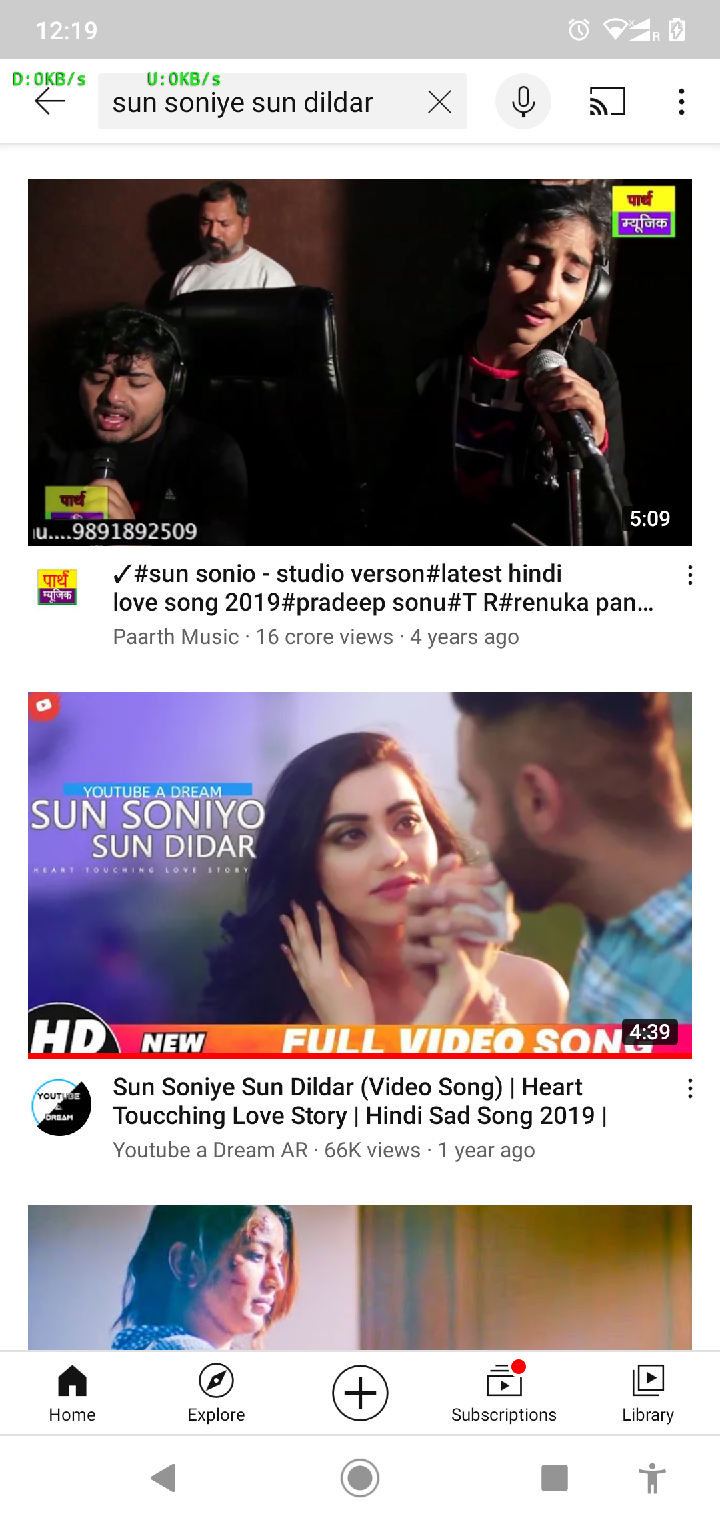 12:19
R
D:0KB/s U:0KB/s
sun soniye sun dildar
पार्थ
म्यूजिक
पार्थ
u....9891892509
5:09
पार्थ
म्यूजिक
✓#sun sonio - studio verson#latest hindi
love song 2019#pradeep sonu#T R#renuka pan...
Paarth Music · 16 crore views · 4 years ago
YOUTUBE A DREAM
SUN SONIYO
SUN DIDAR
HEART TOUCHING LOVE STORY
HD NEW FULL VIDEO SONG
4:39
YOUTUBE
DREAM
Sun Soniye Sun Dildar (Video Song) | Heart
Toucching Love Story | Hindi Sad Song 2019 |
Youtube a Dream AR · 66K views · 1 year ago
Home Explore Subscriptions Library